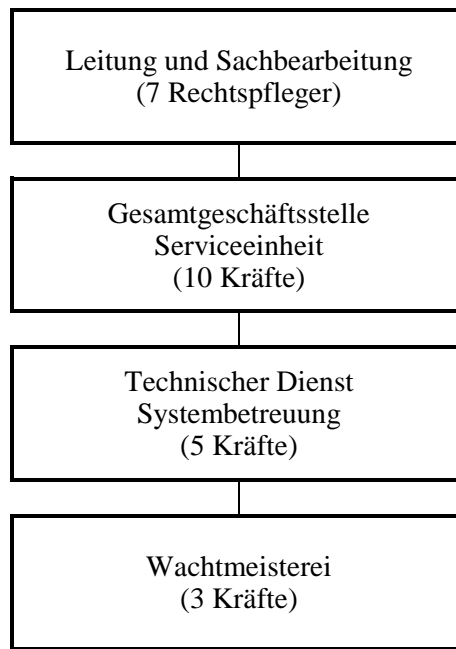 Leitung und Sachbearbeitung
(7 Rechtspfleger)
Gesamtgeschäftsstelle
Serviceeinheit
(10 Kräfte)
Technischer Dienst
Systembetreuung
(5 Kräfte)
Wachtmeisterei
(3 Kräfte)